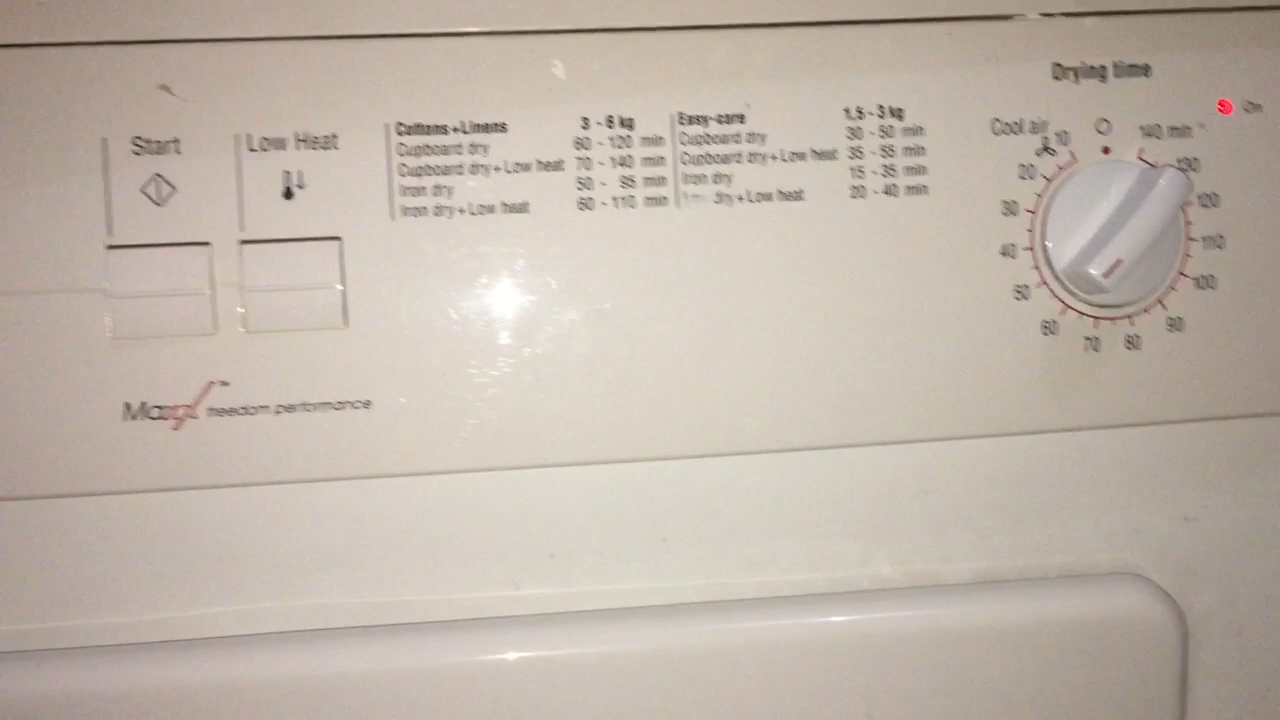 Drying time
On
Start
Low Heat
Cottons+Linens 3 - 6 kg
Cupboard dry 60 - 120 min
Cupboard dry+Low heat 70 - 140 min
Iron dry 50 - 95 min
Iron dry+Low heat 60 - 110 min
Easy-care 1,5 - 3 kg
Cupboard dry 30 - 50 min
Cupboard dry+Low heat 35 - 55 min
Iron dry 15 - 35 min
dry+Low heat 20 - 40 min
Cool air
10
20
30
40
50
60
70
80
90
100
110
120
130
140 min
freedom performance